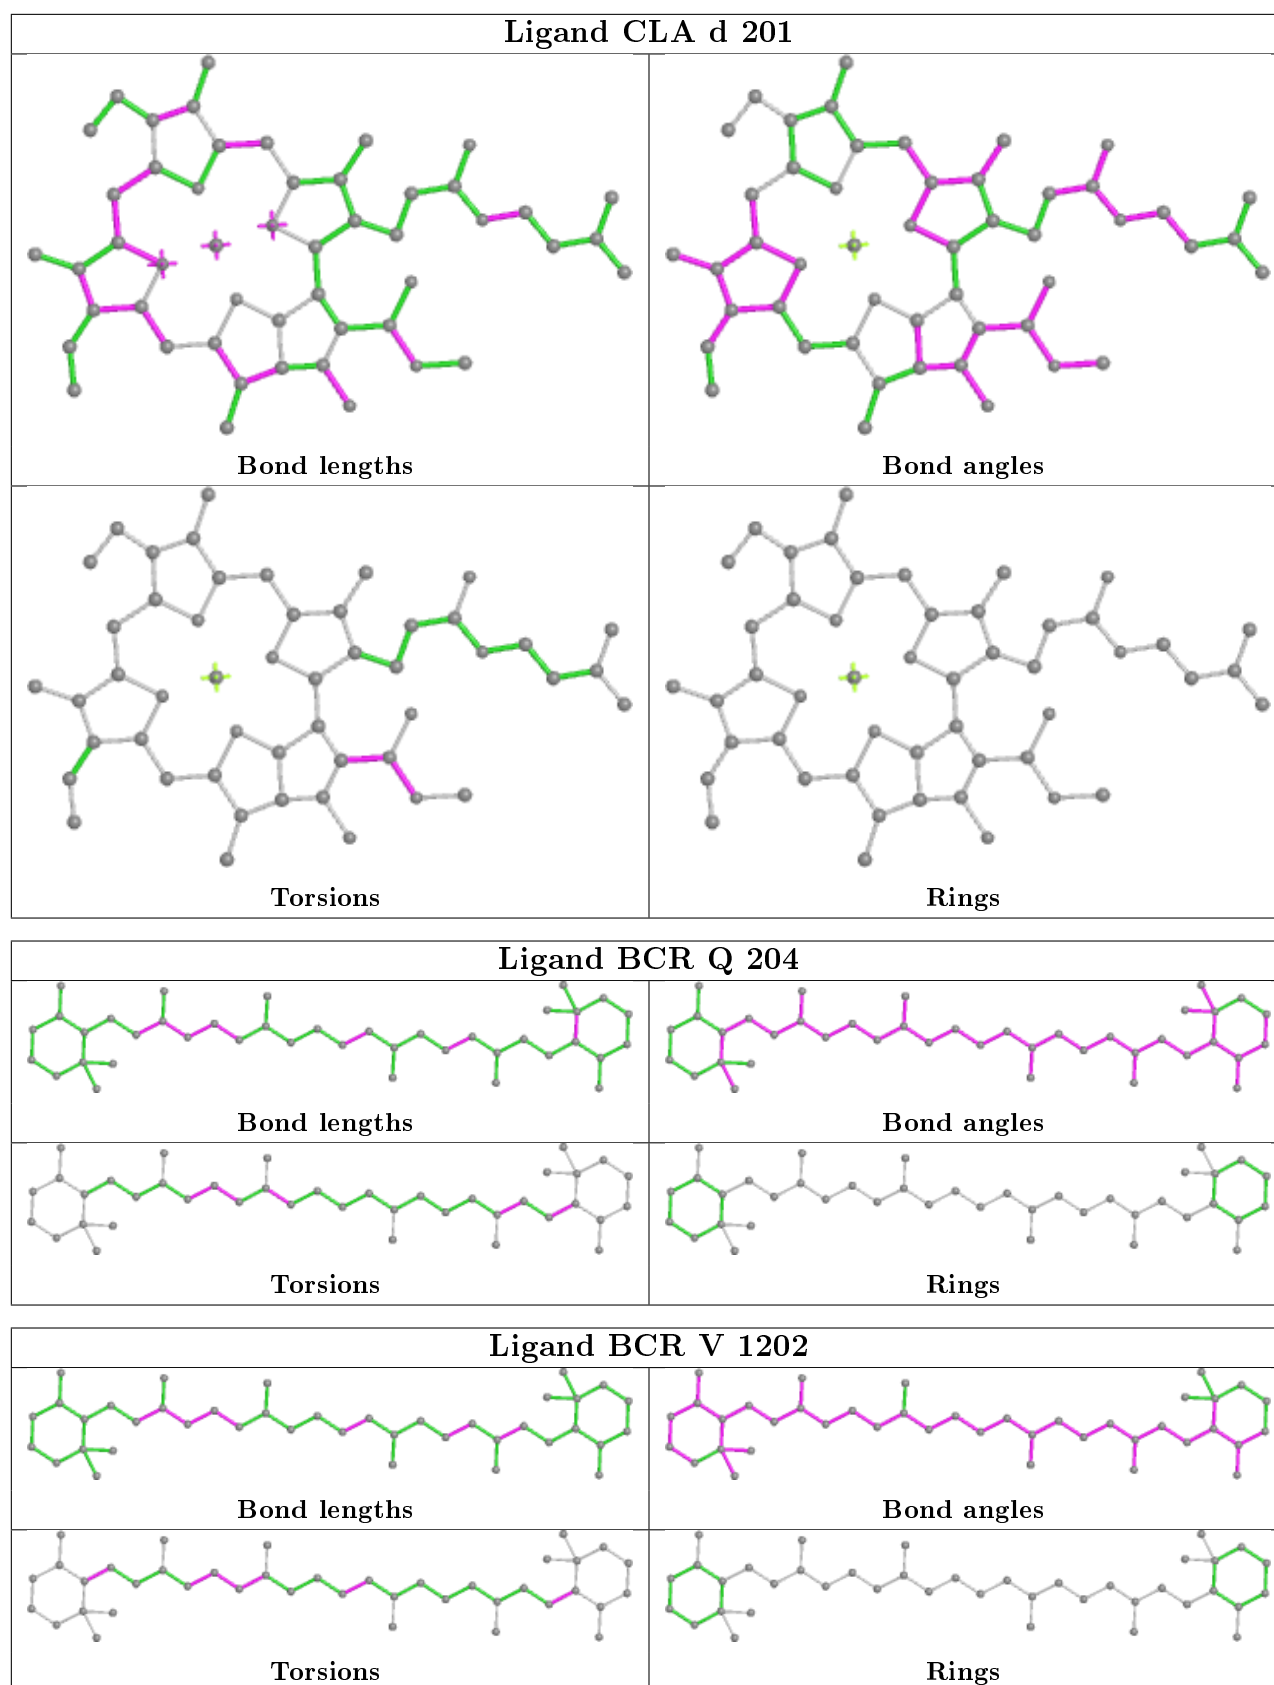 Ligand CLA d 201
Bond lengths
Bond angles
Torsions
Rings
Ligand BCR Q 204
Bond lengths
Bond angles
Torsions
Rings
Ligand BCR V 1202
Bond lengths
Bond angles
Torsions
Rings